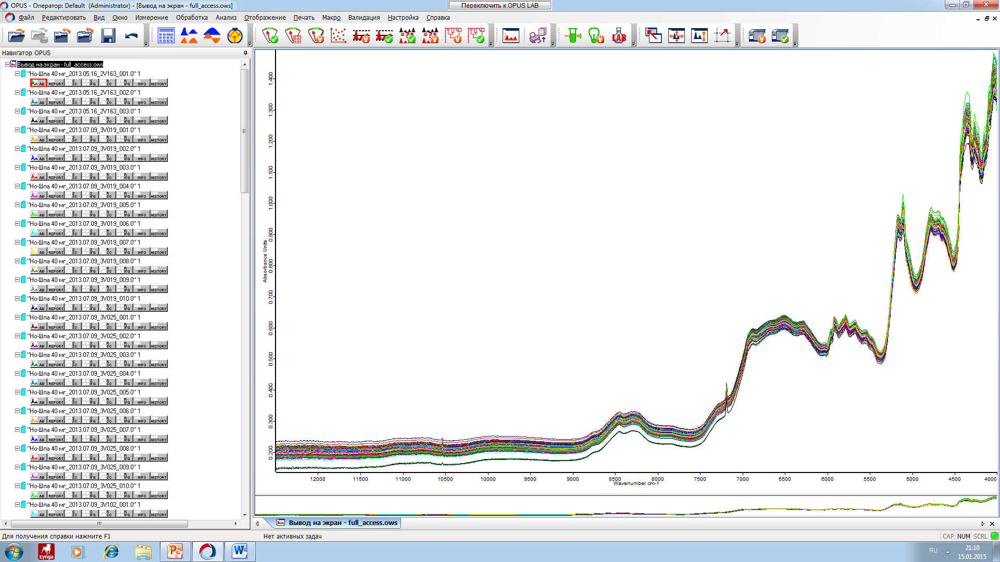 OPUS - Оператор: Default  (Administrator) - [Вывод на экран - full_access.ows]
Переключить к OPUS LAB
Файл Редактировать Вид Окно Измерение Обработка Анализ Отображение Печать Макро Валидация Настройка Справка
LAB
Навигатор OPUS
Вывод на экран - full_access.ows
"Но-Шпа 40 мг_2013.05.16_2V163_001.0" 1
AB REPORT S SC S IFG R SC R IFG INFO HISTORY
"Но-Шпа 40 мг_2013.05.16_2V163_002.0" 1
AB REPORT S SC S IFG R SC R IFG INFO HISTORY
"Но-Шпа 40 мг_2013.05.16_2V163_003.0" 1
AB REPORT S SC S IFG R SC R IFG INFO HISTORY
"Но-Шпа 40 мг_2013.07.09_3V019_001.0" 1
AB REPORT S SC S IFG R SC R IFG INFO HISTORY
"Но-Шпа 40 мг_2013.07.09_3V019_002.0" 1
AB REPORT S SC S IFG R SC R IFG INFO HISTORY
"Но-Шпа 40 мг_2013.07.09_3V019_003.0" 1
AB REPORT S SC S IFG R SC R IFG INFO HISTORY
"Но-Шпа 40 мг_2013.07.09_3V019_004.0" 1
AB REPORT S SC S IFG R SC R IFG INFO HISTORY
"Но-Шпа 40 мг_2013.07.09_3V019_005.0" 1
AB REPORT S SC S IFG R SC R IFG INFO HISTORY
"Но-Шпа 40 мг_2013.07.09_3V019_006.0" 1
AB REPORT S SC S IFG R SC R IFG INFO HISTORY
"Но-Шпа 40 мг_2013.07.09_3V019_007.0" 1
AB REPORT S SC S IFG R SC R IFG INFO HISTORY
"Но-Шпа 40 мг_2013.07.09_3V019_008.0" 1
AB REPORT S SC S IFG R SC R IFG INFO HISTORY
"Но-Шпа 40 мг_2013.07.09_3V019_009.0" 1
AB REPORT S SC S IFG R SC R IFG INFO HISTORY
"Но-Шпа 40 мг_2013.07.09_3V019_010.0" 1
AB REPORT S SC S IFG R SC R IFG INFO HISTORY
"Но-Шпа 40 мг_2013.07.09_3V025_001.0" 1
AB REPORT S SC S IFG R SC R IFG INFO HISTORY
"Но-Шпа 40 мг_2013.07.09_3V025_002.0" 1
AB REPORT S SC S IFG R SC R IFG INFO HISTORY
"Но-Шпа 40 мг_2013.07.09_3V025_003.0" 1
AB REPORT S SC S IFG R SC R IFG INFO HISTORY
"Но-Шпа 40 мг_2013.07.09_3V025_004.0" 1
AB REPORT S SC S IFG R SC R IFG INFO HISTORY
"Но-Шпа 40 мг_2013.07.09_3V025_005.0" 1
AB REPORT S SC S IFG R SC R IFG INFO HISTORY
"Но-Шпа 40 мг_2013.07.09_3V025_006.0" 1
AB REPORT S SC S IFG R SC R IFG INFO HISTORY
"Но-Шпа 40 мг_2013.07.09_3V025_007.0" 1
AB REPORT S SC S IFG R SC R IFG INFO HISTORY
"Но-Шпа 40 мг_2013.07.09_3V025_008.0" 1
AB REPORT S SC S IFG R SC R IFG INFO HISTORY
"Но-Шпа 40 мг_2013.07.09_3V025_009.0" 1
AB REPORT S SC S IFG R SC R IFG INFO HISTORY
"Но-Шпа 40 мг_2013.07.09_3V025_010.0" 1
AB REPORT S SC S IFG R SC R IFG INFO HISTORY
"Но-Шпа 40 мг_2013.07.09_3V102_001.0" 1
AB REPORT S SC S IFG R SC R IFG INFO HISTORY
1.400
1.300
1.200
1.100
1.000
0.900
0.800
0.700
0.600
0.500
0.400
0.300
0.200
Absorbance Units
12000 11500 11000 10500 10000 9500 9000 8500 8000 7500 7000 6500 6000 5500 5000 4500 4000
Wavenumber cm-1
Вывод на экран - full_access.ows
Для получения справки нажмите F1
Нет активных задач
CAP NUM SCRL
zynga
RU
21:10
15.01.2015